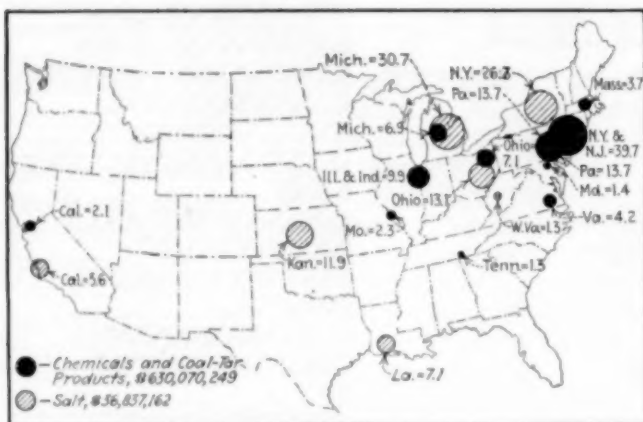 Mich.=30.7
N.Y.=26.3
Pa=13.7
Mass=3.7
Mich.=6.9
Ohio=
7.1
N.Y. &
N.J.=39.7
Ill. & Ind=9.9
Ohio=13.1
Pa=13.7
Md.=1.4
Cal.=2.1
Mo.=2.3
W.Va=1.3
Va.=4.2
Cal.=5.6
Kan.=11.9
Tenn.=1.3
La.=7.1
Chemicals and Coal-Tar
Products, $630,070,249
Salt, $36,837,162